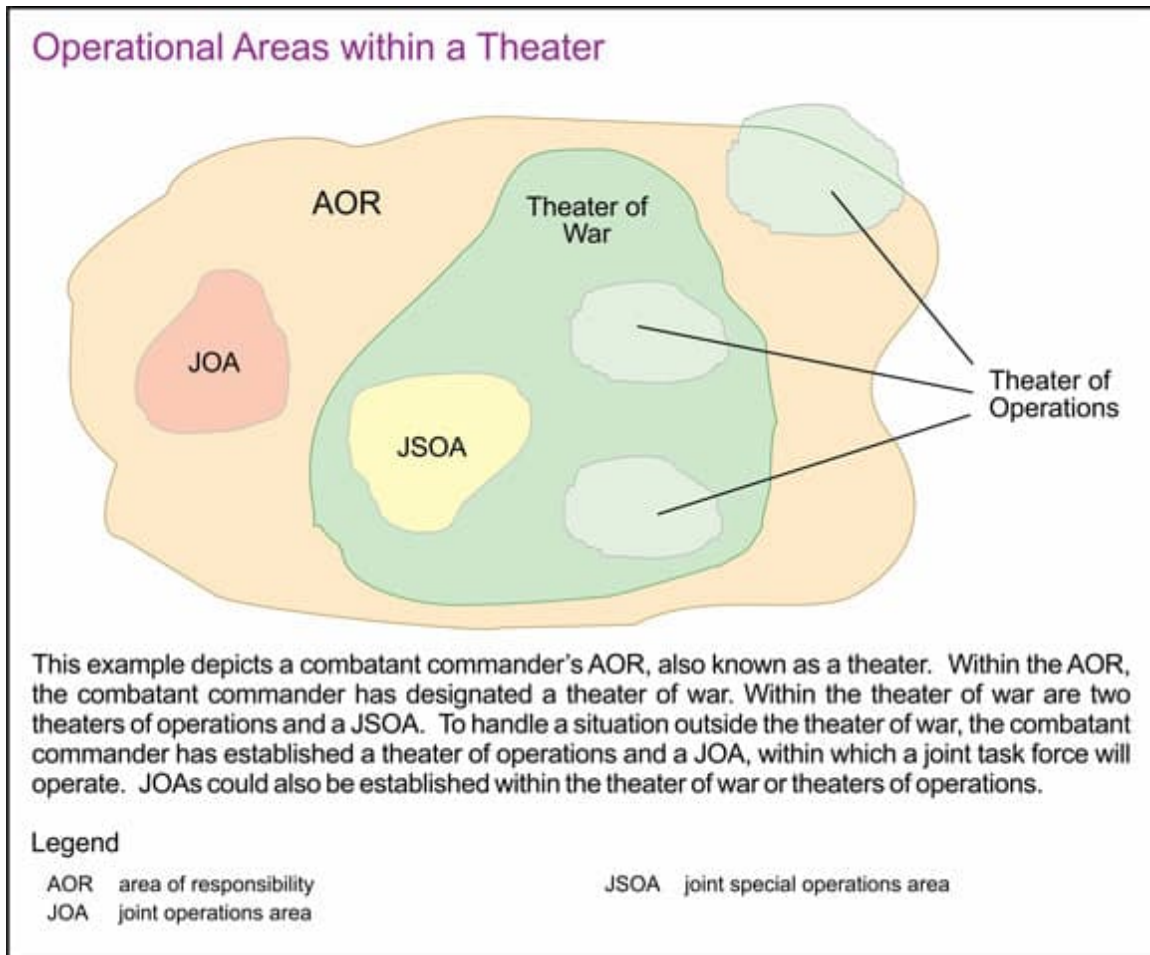 Operational Areas within a Theater
AOR
Theater of
War
JOA
JSOA
Theater of
Operations
This example depicts a combatant commander's AOR, also known as a theater. Within the AOR,
the combatant commander has designated a theater of war. Within the theater of war are two
theaters of operations and a JSOA. To handle a situation outside the theater of war, the combatant
commander has established a theater of operations and a JOA, within which a joint task force will
operate. JOAs could also be established within the theater of war or theaters of operations.
Legend
AOR area of responsibility
JOA joint operations area
JSOA joint special operations area